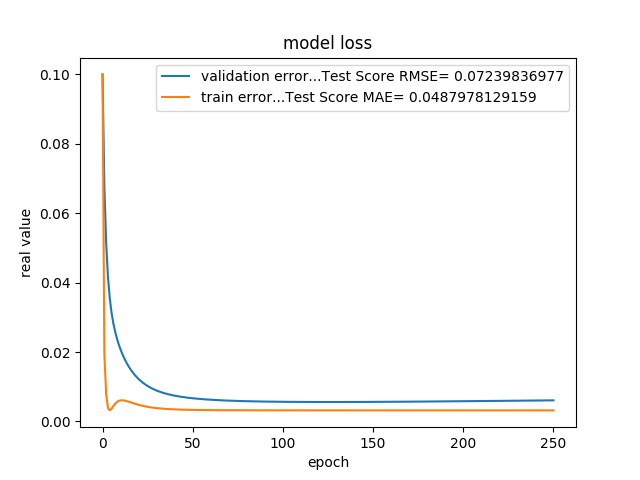 model loss
validation error...Test Score RMSE= 0.07239836977
train error...Test Score MAE= 0.0487978129159
real value
0.10
0.08
0.06
0.04
0.02
0.00
0 50 100 150 200 250
epoch